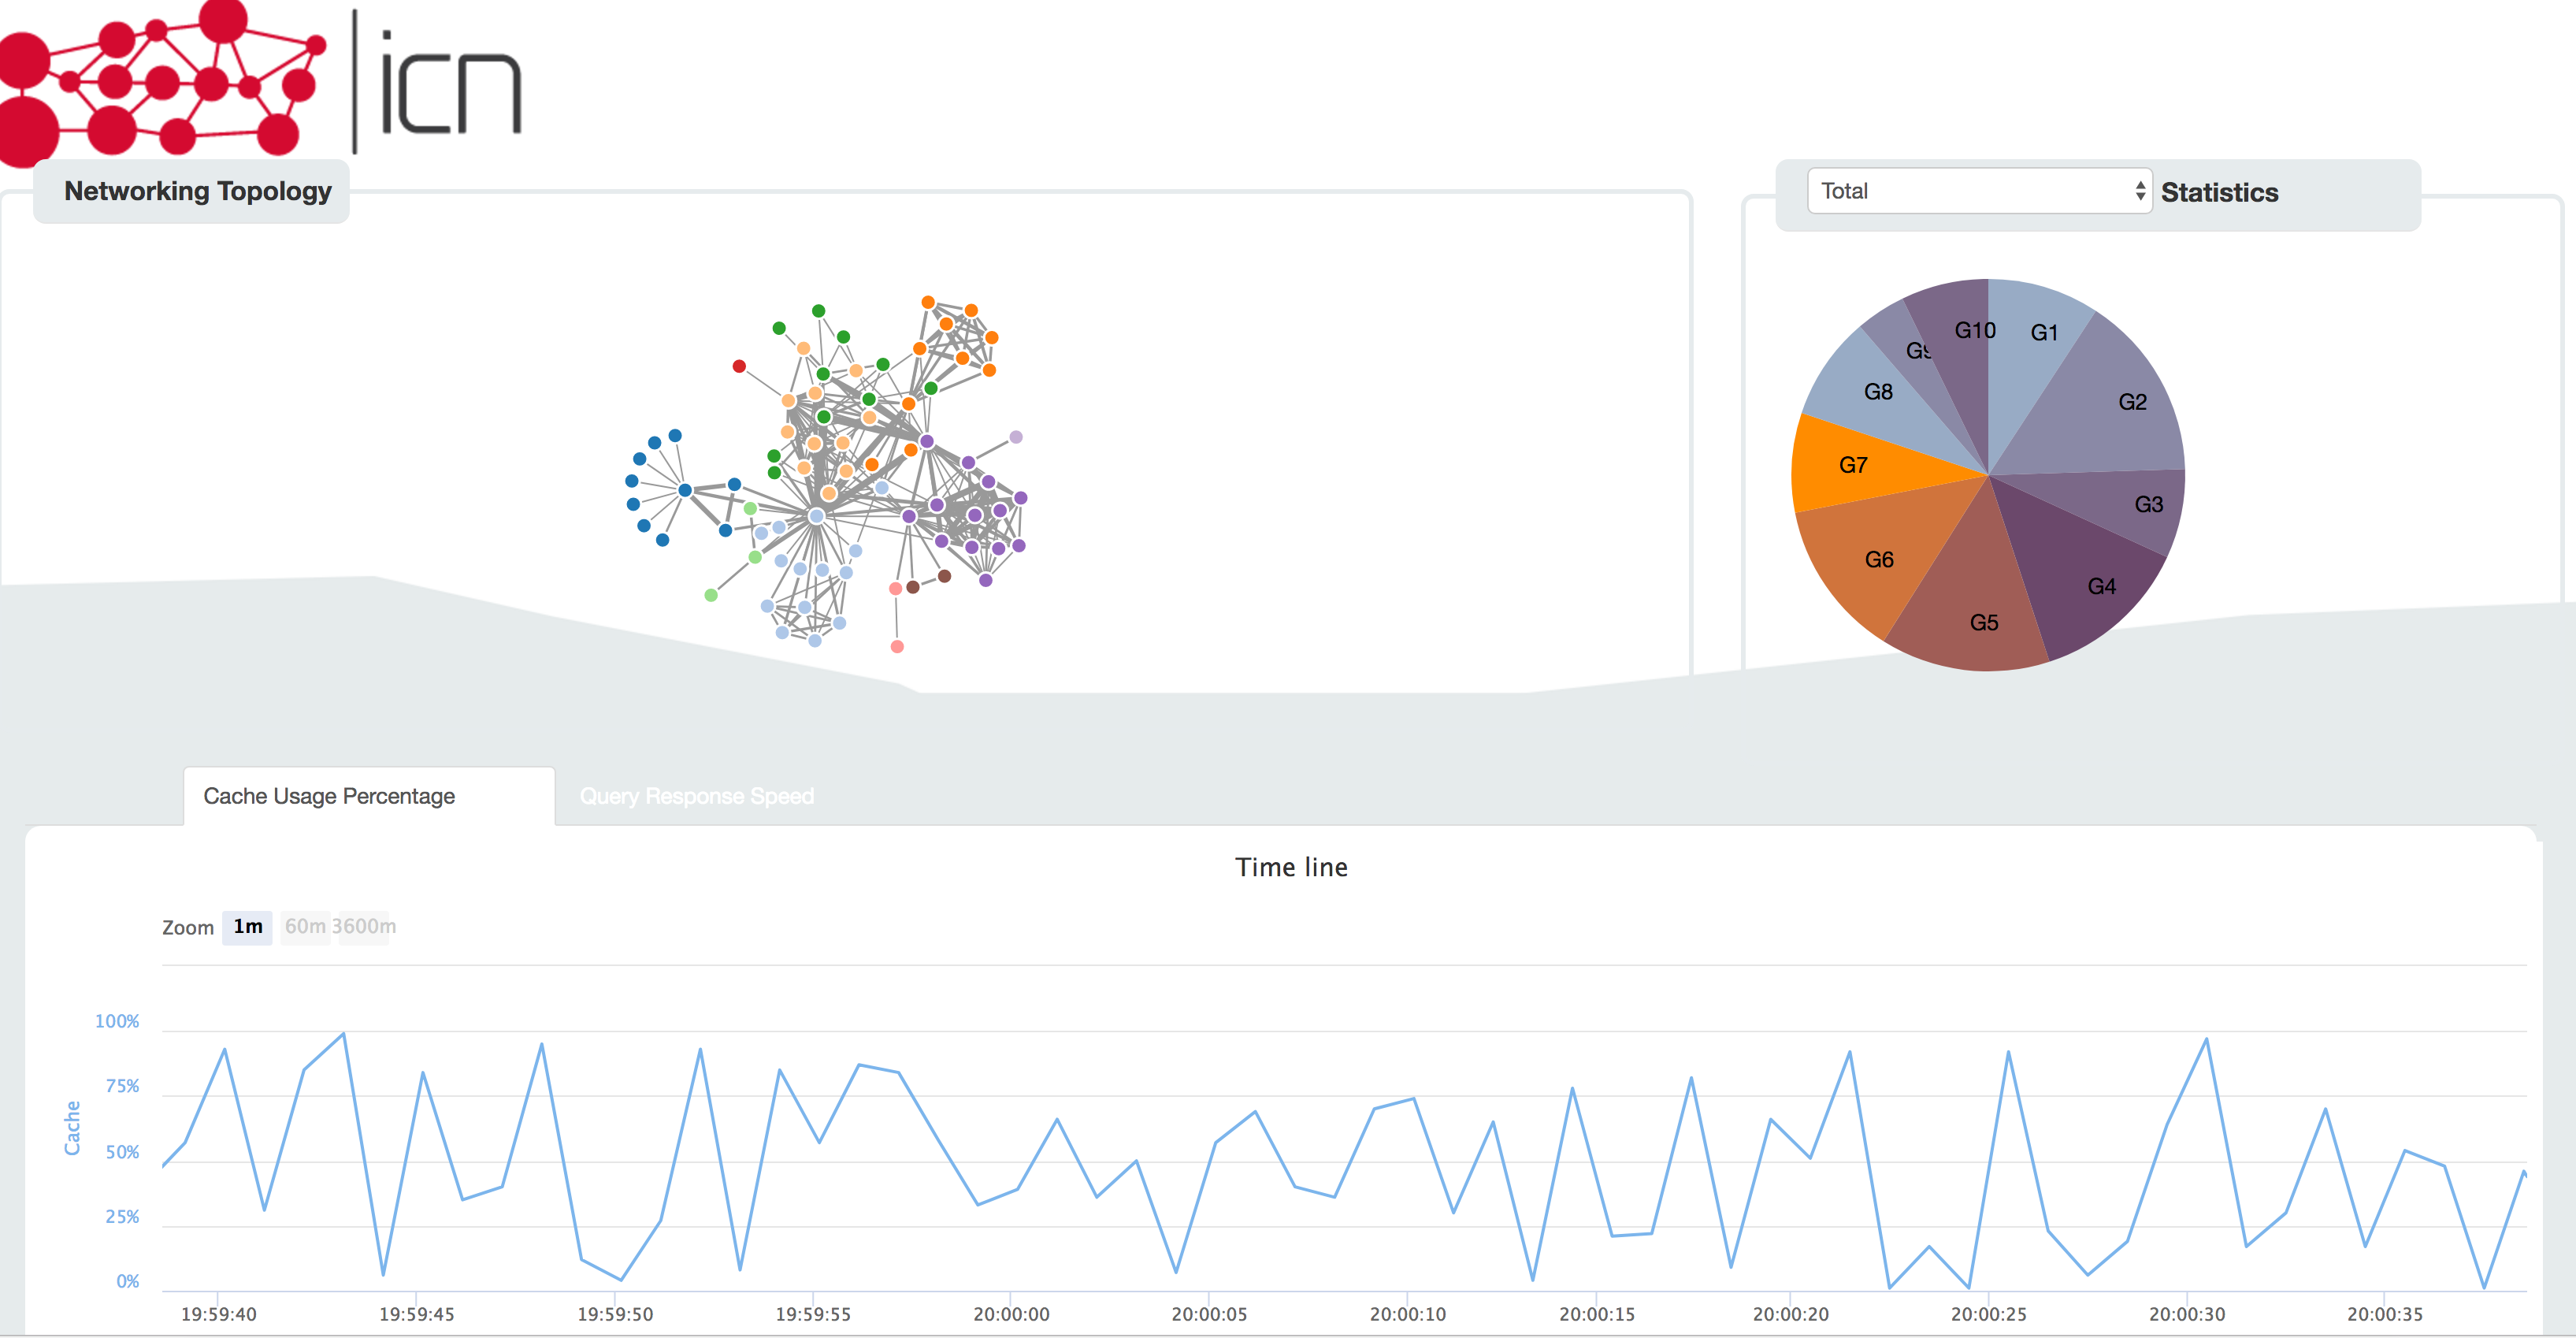 icn
Networking Topology
Total
Statistics
G10
G1
G9
G2
G8
G7
G3
G6
G4
G5
Cache Usage Percentage
Query Response Speed
Time line
Zoom 1m 60m 3600m
100%
75%
50%
25%
0%
Cache
19:59:40 19:59:45 19:59:50 19:59:55 20:00:00 20:00:05 20:00:10 20:00:15 20:00:20 20:00:25 20:00:30 20:00:35